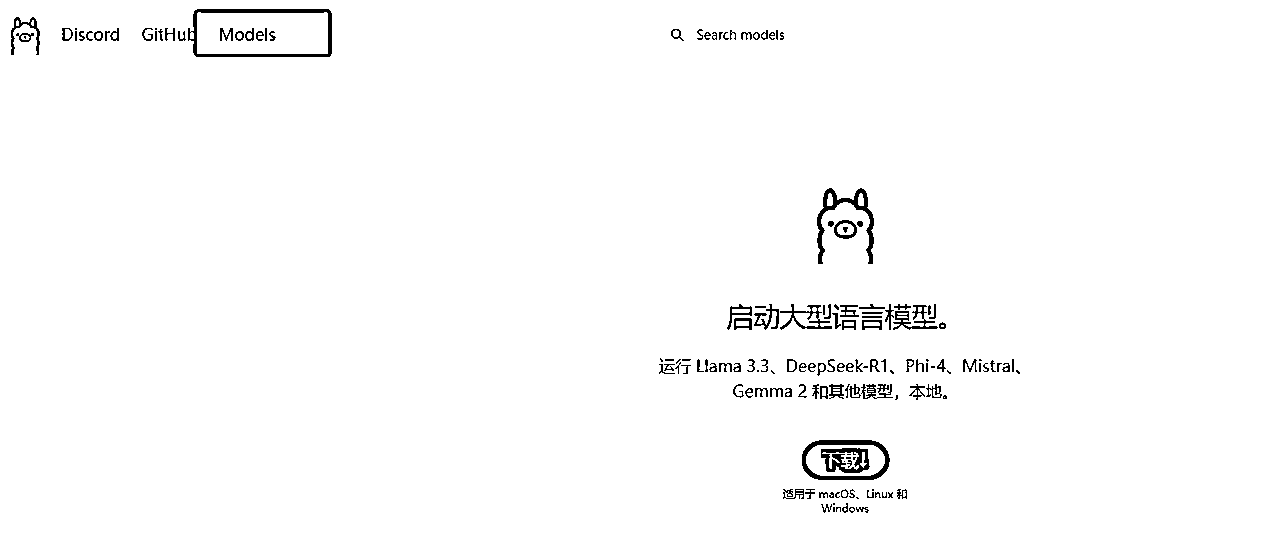 Discord GitHub Models Search models
启动大型语言模型。
运行 Llama 3.3、DeepSeek-R1、Phi-4、Mistral、
Gemma 2 和其他模型，本地。
下载↓
适用于 macOS、Linux 和
Windows